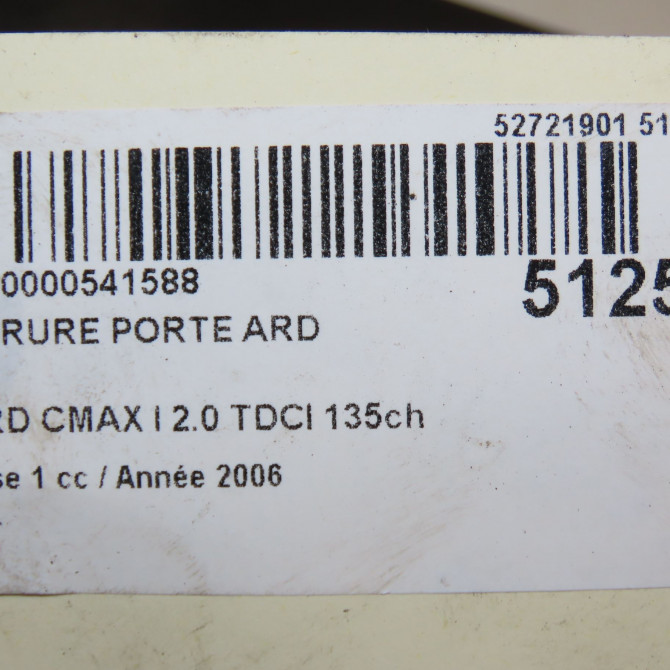 52721901 51
0000541588
5125
RURE PORTE ARD
RD CMAX I 2.0 TDCI 135ch
se 1 cc / Année 2006